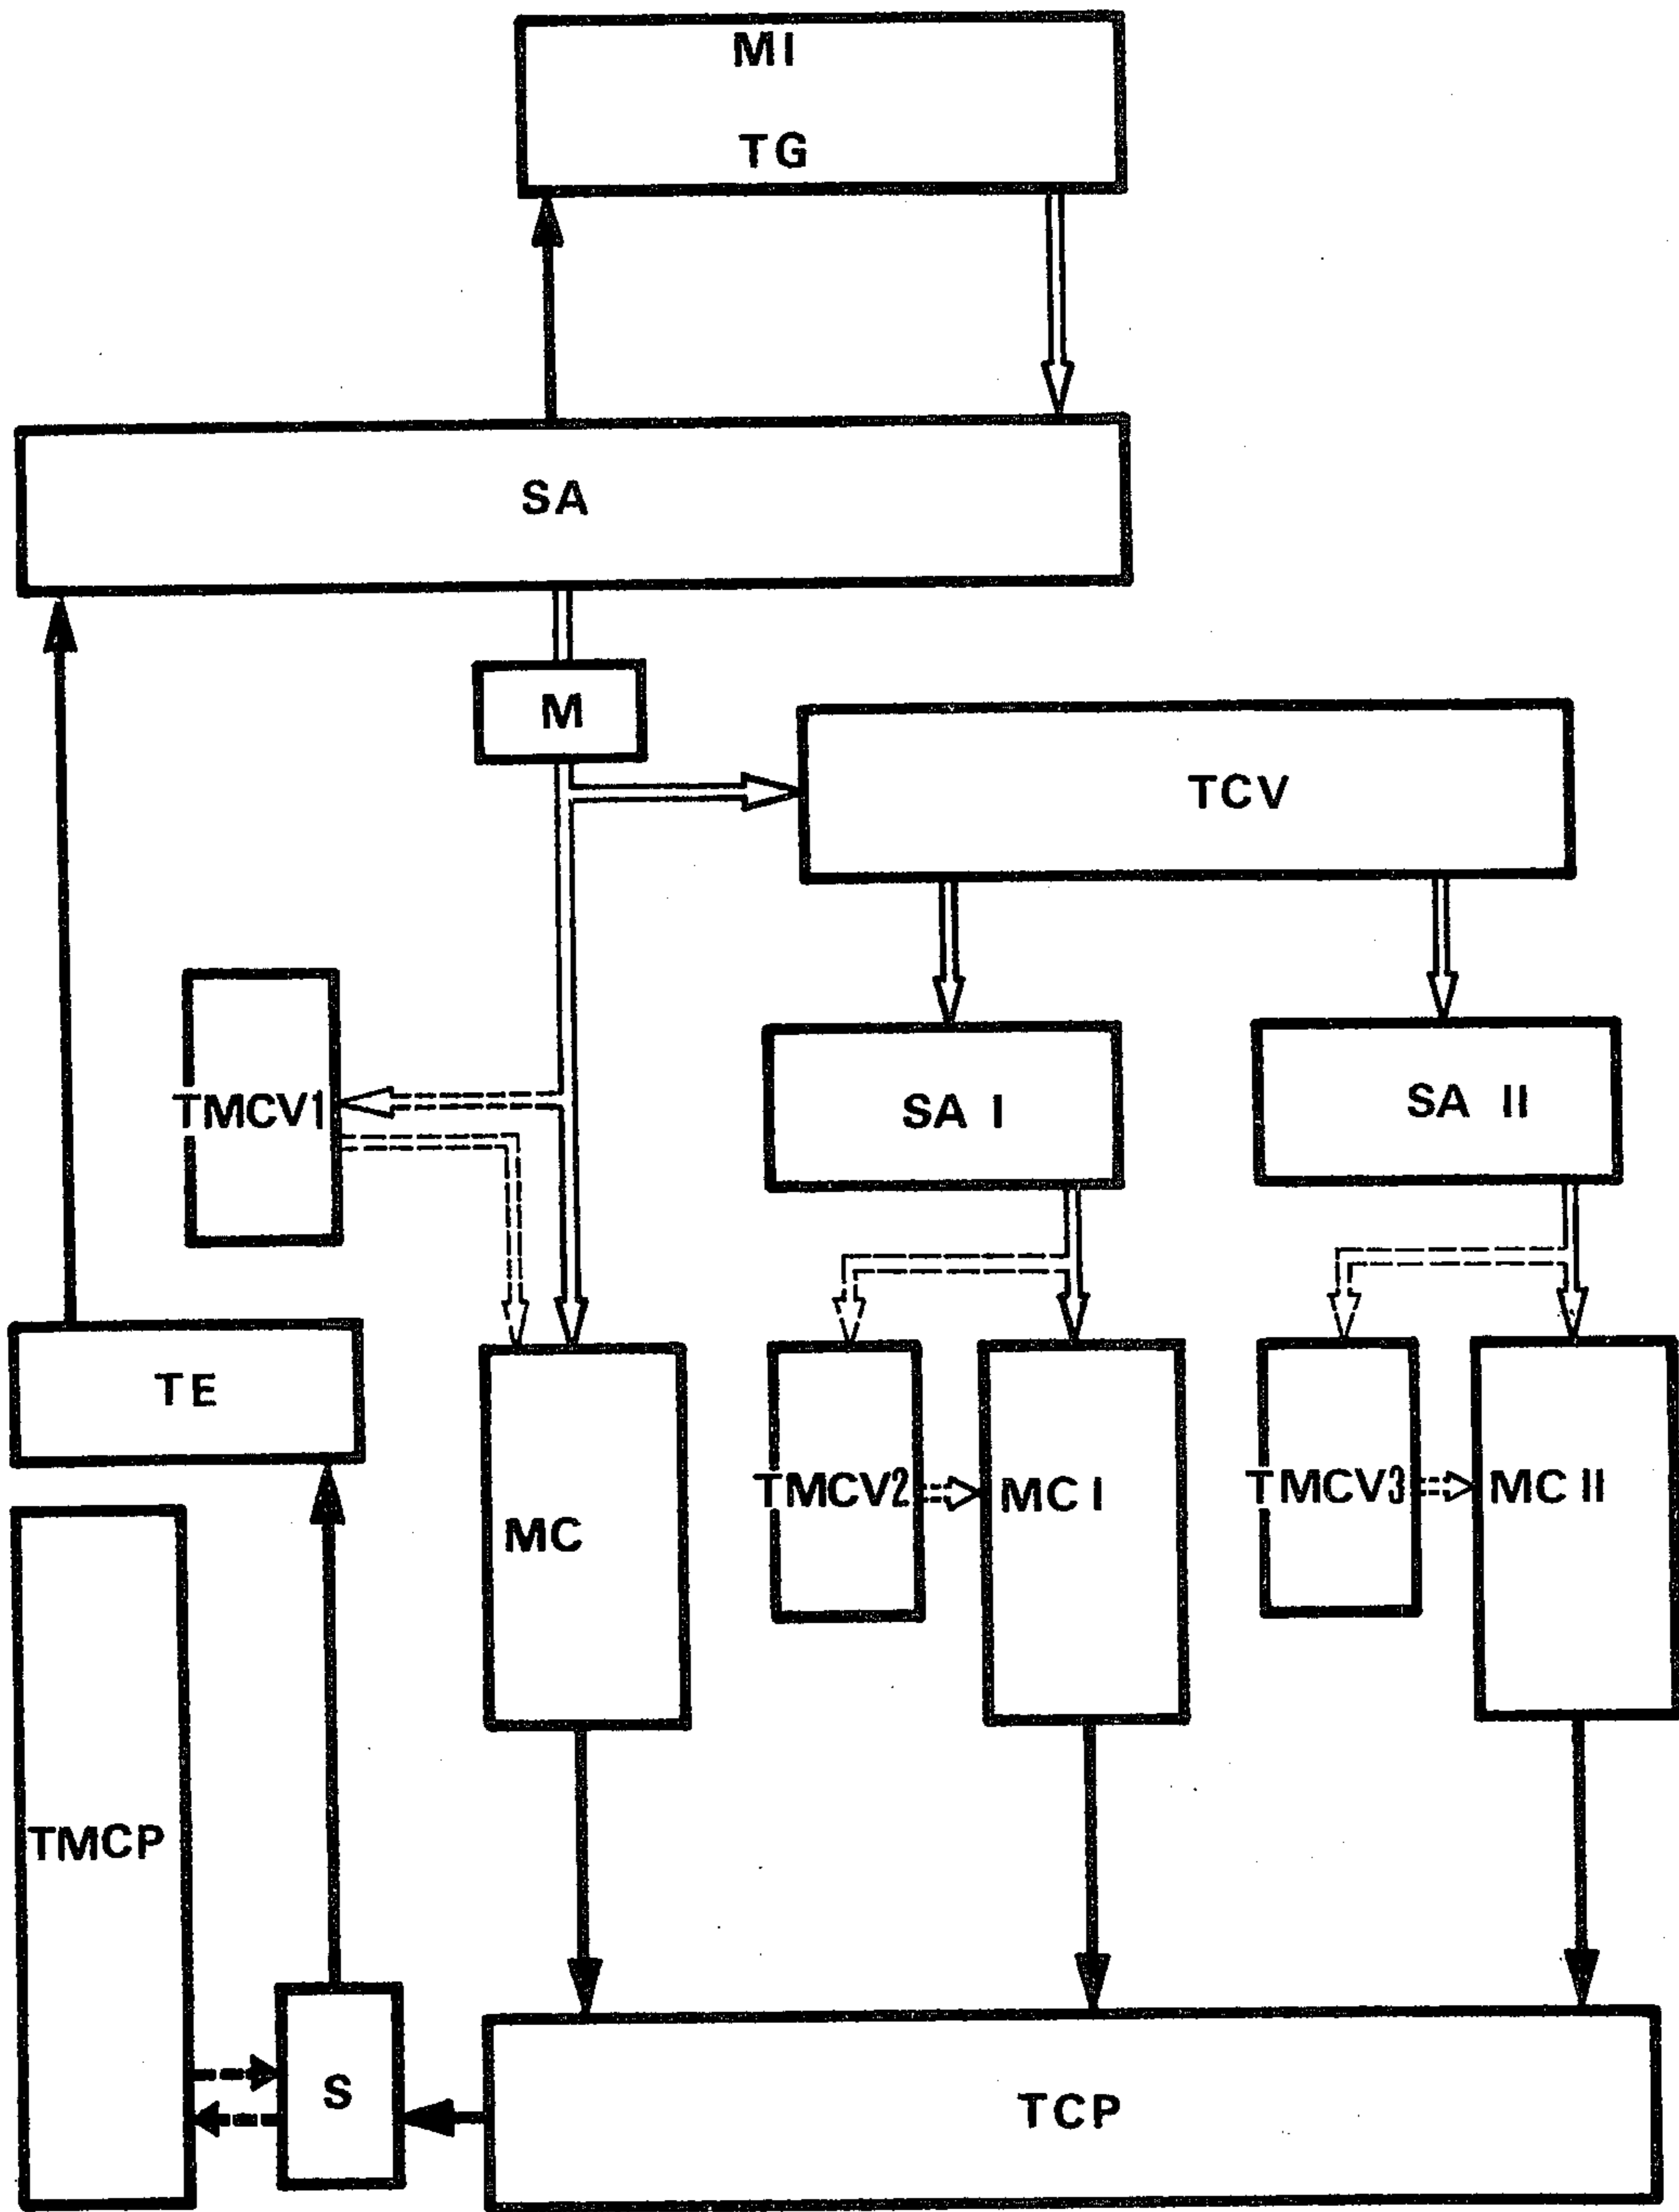 MI
TG
SA
M
TCV
TMCV1
SA I
SA II
TE
TMCV2
MC I
TMCV3
MC II
MC
TMCP
S
TCP